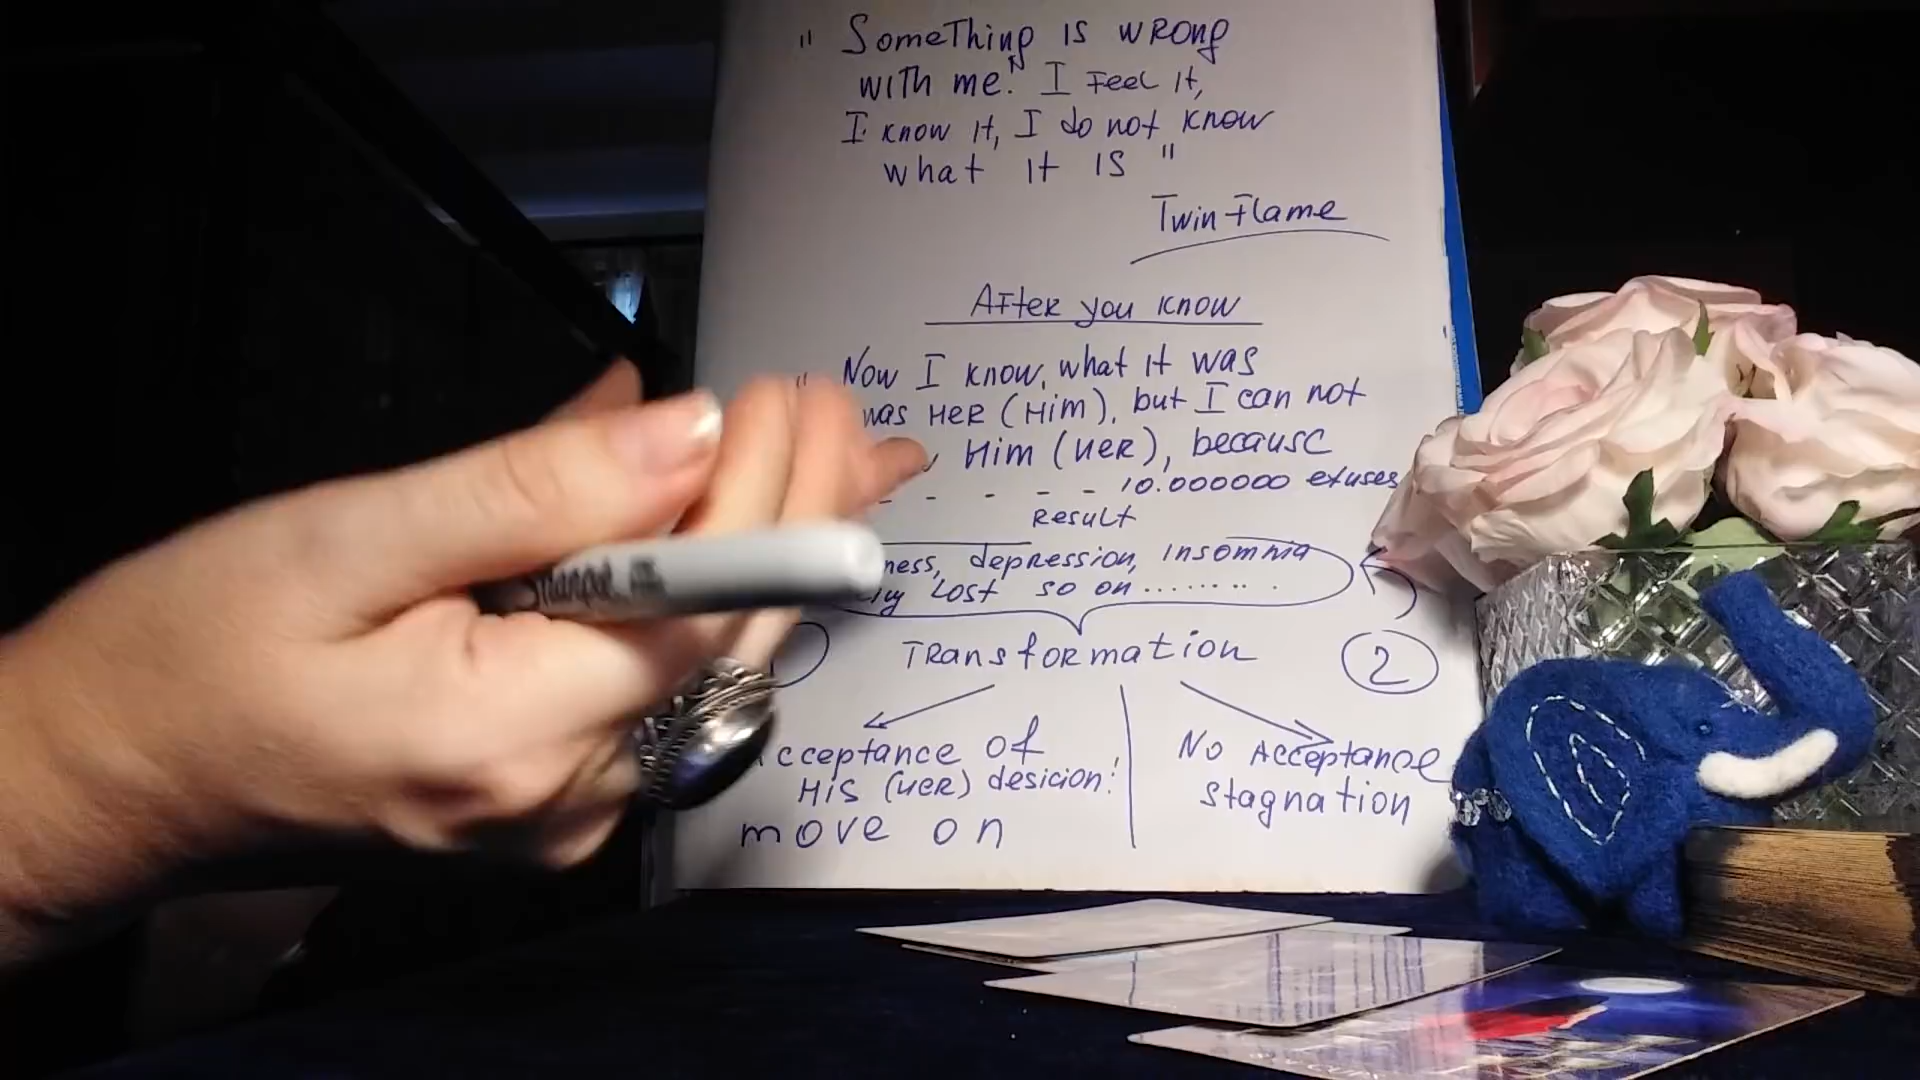 " Something is wrong
with me." I Feel It,
I know It, I do not know
what It IS "
Twin Flame
After you know
" Now I know, what It was
was HER (Him), but I can not
Him (HER), because
- - - - - 10.000000 exuses
Result
ness, depression, Insomnia
Lost so on ........ .
Transformation
2
cceptance of
HiS (HER) desicion!
move on
No Acceptance
stagnation
Sharpie